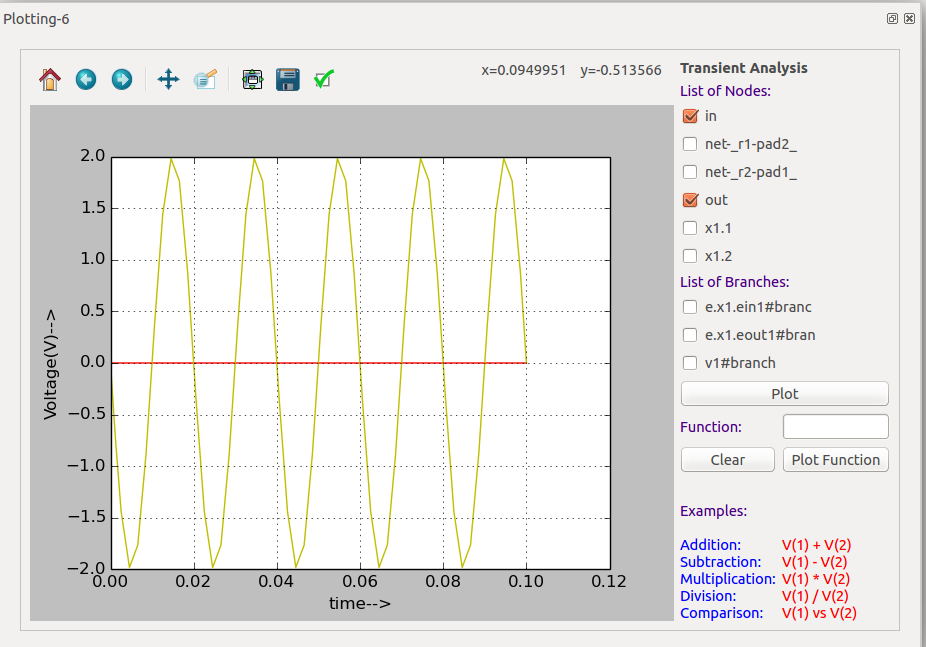 Plotting-6
x=0.0949951 y=-0.513566
Transient Analysis
List of Nodes:
in
net-_r1-pad2_
net-_r2-pad1_
out
x1.1
x1.2
List of Branches:
e.x1.ein1#branc
e.x1.eout1#bran
v1#branch
Plot
Function:
Clear Plot Function
Examples:
Addition: V(1) + V(2)
Subtraction: V(1) - V(2)
Multiplication: V(1) * V(2)
Division: V(1) / V(2)
Comparison: V(1) vs V(2)
2.0
1.5
1.0
0.5
0.0
−0.5
−1.0
−1.5
−2.0
Voltage(V)-->
0.00 0.02 0.04 0.06 0.08 0.10 0.12
time-->